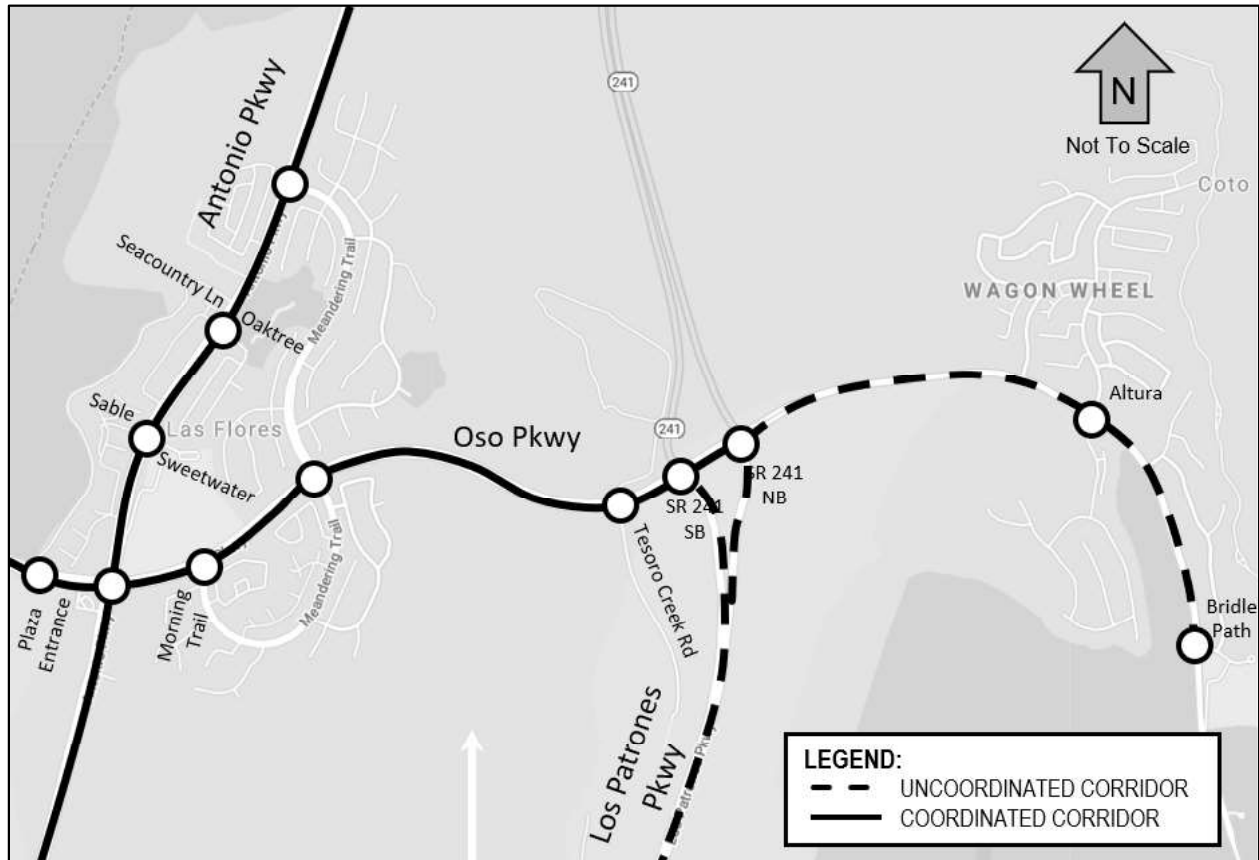 241
N
Not To Scale
Antonio Pkwy
Coto
Seacountry Ln
Oaktree
Meandering Trail
WAGON WHEEL
Sable
Las Flores
Sweetwater
Oso Pkwy
241
Altura
SR 241
NB
SR 241
SB
Tesoro Creek Rd
Meandering Trail
Plaza
Entrance
Morning
Trail
Bridle
Path
Los Patrones
Pkwy
LEGEND:
UNCOORDINATED CORRIDOR
COORDINATED CORRIDOR